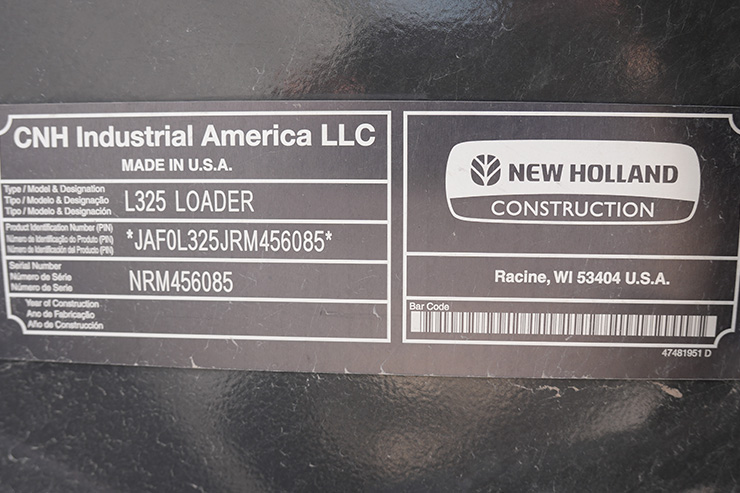 CNH Industrial America LLC
MADE IN U.S.A.
Type / Model & Designation
Tipo / Modelo & Designação
Tipo / Modelo & Designación
L325 LOADER
Product Identification Number (PIN)
Número de Identificação do Produto (PIN)
Número de Identificación del Producto (PIN)
*JAF0L325JRM456085*
Serial Number
Número de Série
Número de Serie
NRM456085
Year of Construction
Ano de Fabricação
Año de Construcción
NEW HOLLAND
CONSTRUCTION
Racine, WI 53404 U.S.A.
Bar Code
47481951 D